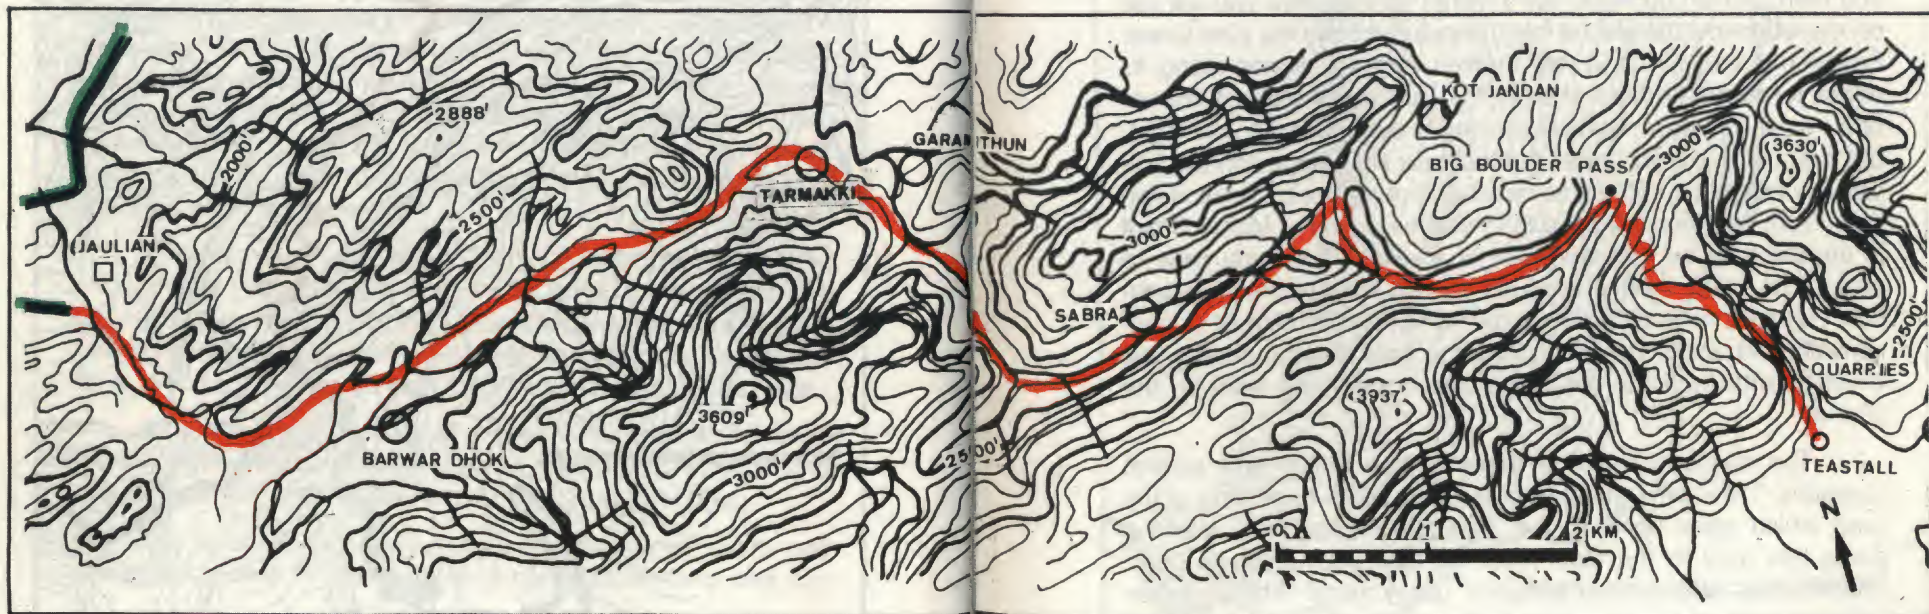 2888'
2000'
2500'
JAULIAN
GARAMTHUN
TARMAKKI
BARWAR DHOK
3609'
3000'
2500'
KOT JANDAN
BIG BOULDER PASS
3000'
3630'
3000'
SABRA
3937'
2500'
QUARRIES
TEASTALL
0 1 2 KM
N